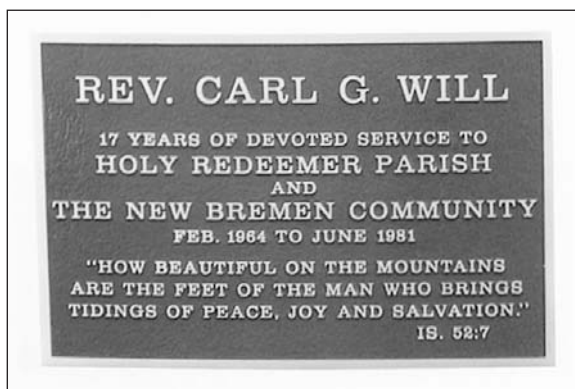 REV. CARL G. WILL
17 YEARS OF DEVOTED SERVICE TO
HOLY REDEEMER PARISH
AND
THE NEW BREMEN COMMUNITY
FEB. 1964 TO JUNE 1981
"HOW BEAUTIFUL ON THE MOUNTAINS
ARE THE FEET OF THE MAN WHO BRINGS
TIDINGS OF PEACE, JOY AND SALVATION."
IS. 52:7